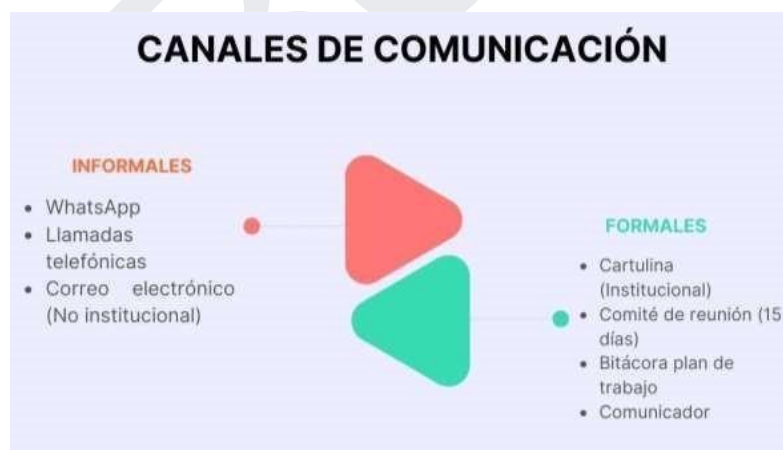 CANALES DE COMUNICACIÓN
INFORMALES
• WhatsApp
• Llamadas
telefónicas
• Correo electrónico
(No institucional)
FORMALES
• Cartulina
(Institucional)
• Comité de reunión (15
días)
• Bitácora plan de
trabajo
• Comunicador